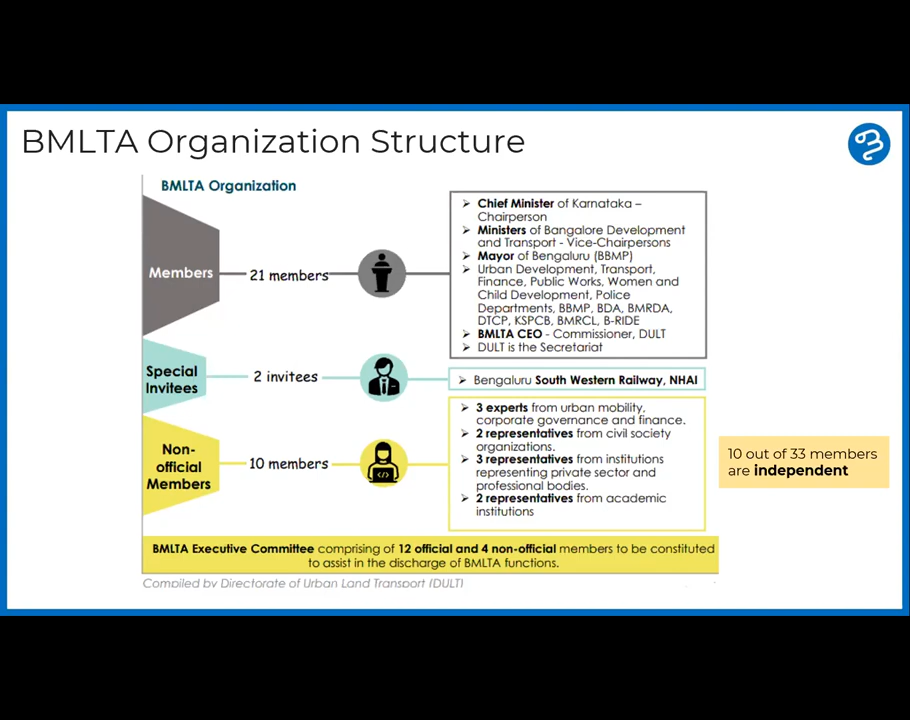 BMLTA Organization Structure
BMLTA Organization
Members
21 members
➢ Chief Minister of Karnataka –
Chairperson
➢ Ministers of Bangalore Development
and Transport - Vice-Chairpersons
➢ Mayor of Bengaluru (BBMP)
➢ Urban Development, Transport,
Finance, Public Works, Women and
Child Development, Police
Departments, BBMP, BDA, BMRDA,
DTCP, KSPCB, BMRCL, B-RIDE
➢ BMLTA CEO - Commissioner, DULT
➢ DULT is the Secretariat
Special
Invitees
2 invitees
➢ Bengaluru South Western Railway, NHAI
Non-
official
Members
10 members
➢ 3 experts from urban mobility,
corporate governance and finance.
➢ 2 representatives from civil society
organizations.
➢ 3 representatives from institutions
representing private sector and
professional bodies.
➢ 2 representatives from academic
institutions
10 out of 33 members
are independent
BMLTA Executive Committee comprising of 12 official and 4 non-official members to be constituted
to assist in the discharge of BMLTA functions.
Compiled by Directorate of Urban Land Transport (DULT)